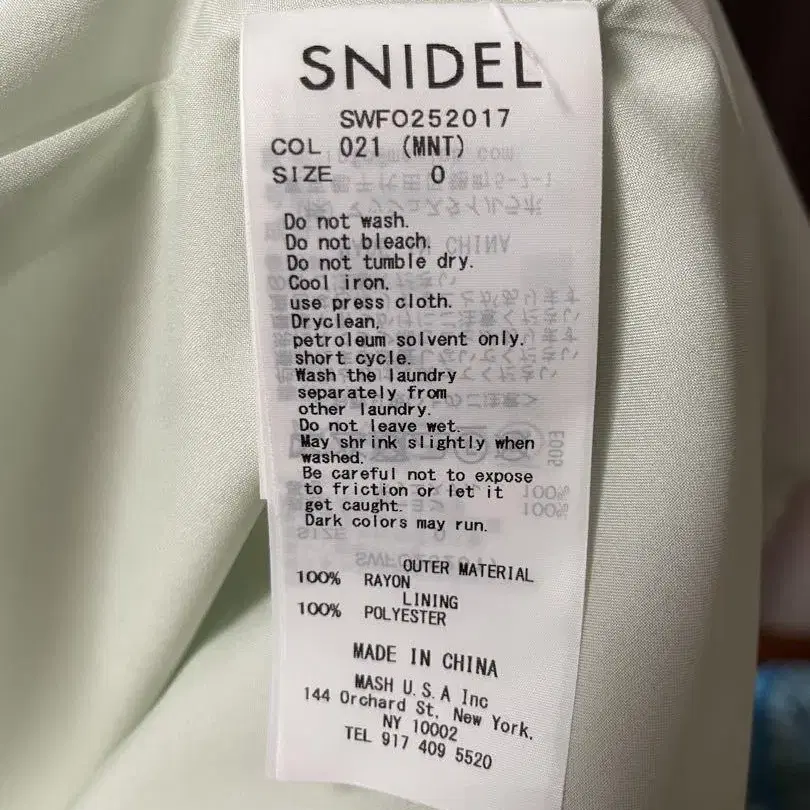 SNIDEL
SWFO252017
COL 021 (MNT)
SIZE 0
Do not wash.
Do not bleach.
Do not tumble dry.
Cool iron.
use press cloth.
Dryclean,
petroleum solvent only.
short cycle.
Wash the laundry
separately from
other laundry.
Do not leave wet.
May shrink slightly when
washed.
Be careful not to expose
to friction or let it
get caught.
Dark colors may run.
OUTER MATERIAL
100% RAYON
LINING
100% POLYESTER
MADE IN CHINA
MASH U.S.A Inc
144 Orchard St, New York.
NY 10002
TEL 917 409 5520